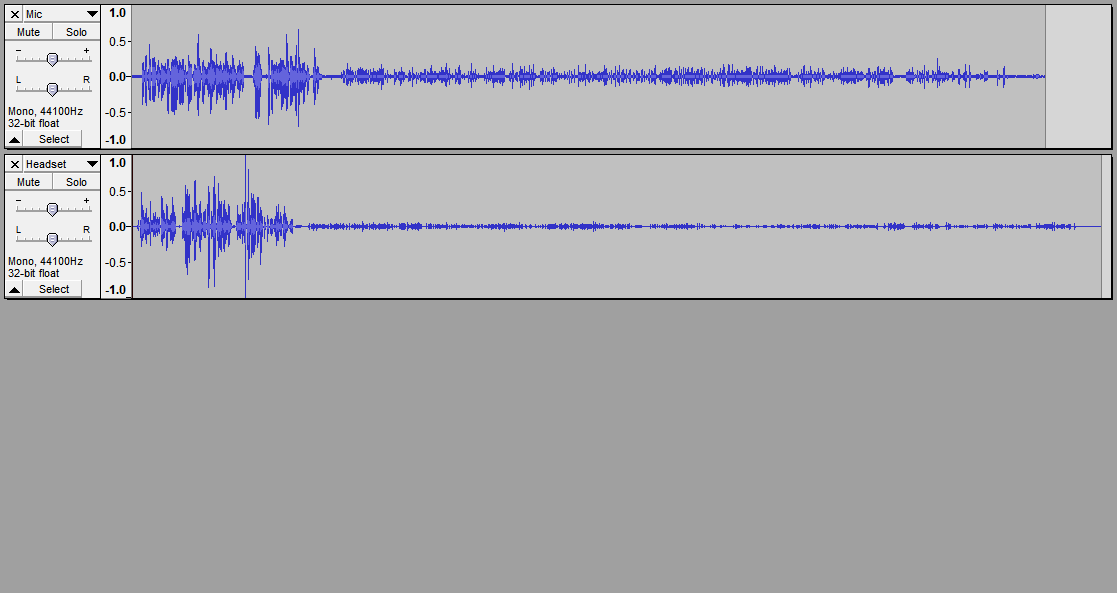 Mic
Mute Solo
- +
L R
Mono, 44100Hz
32-bit float
Select
1.0
0.5
0.0
-0.5
-1.0
Headset
Mute Solo
- +
L R
Mono, 44100Hz
32-bit float
Select
1.0
0.5
0.0
-0.5
-1.0